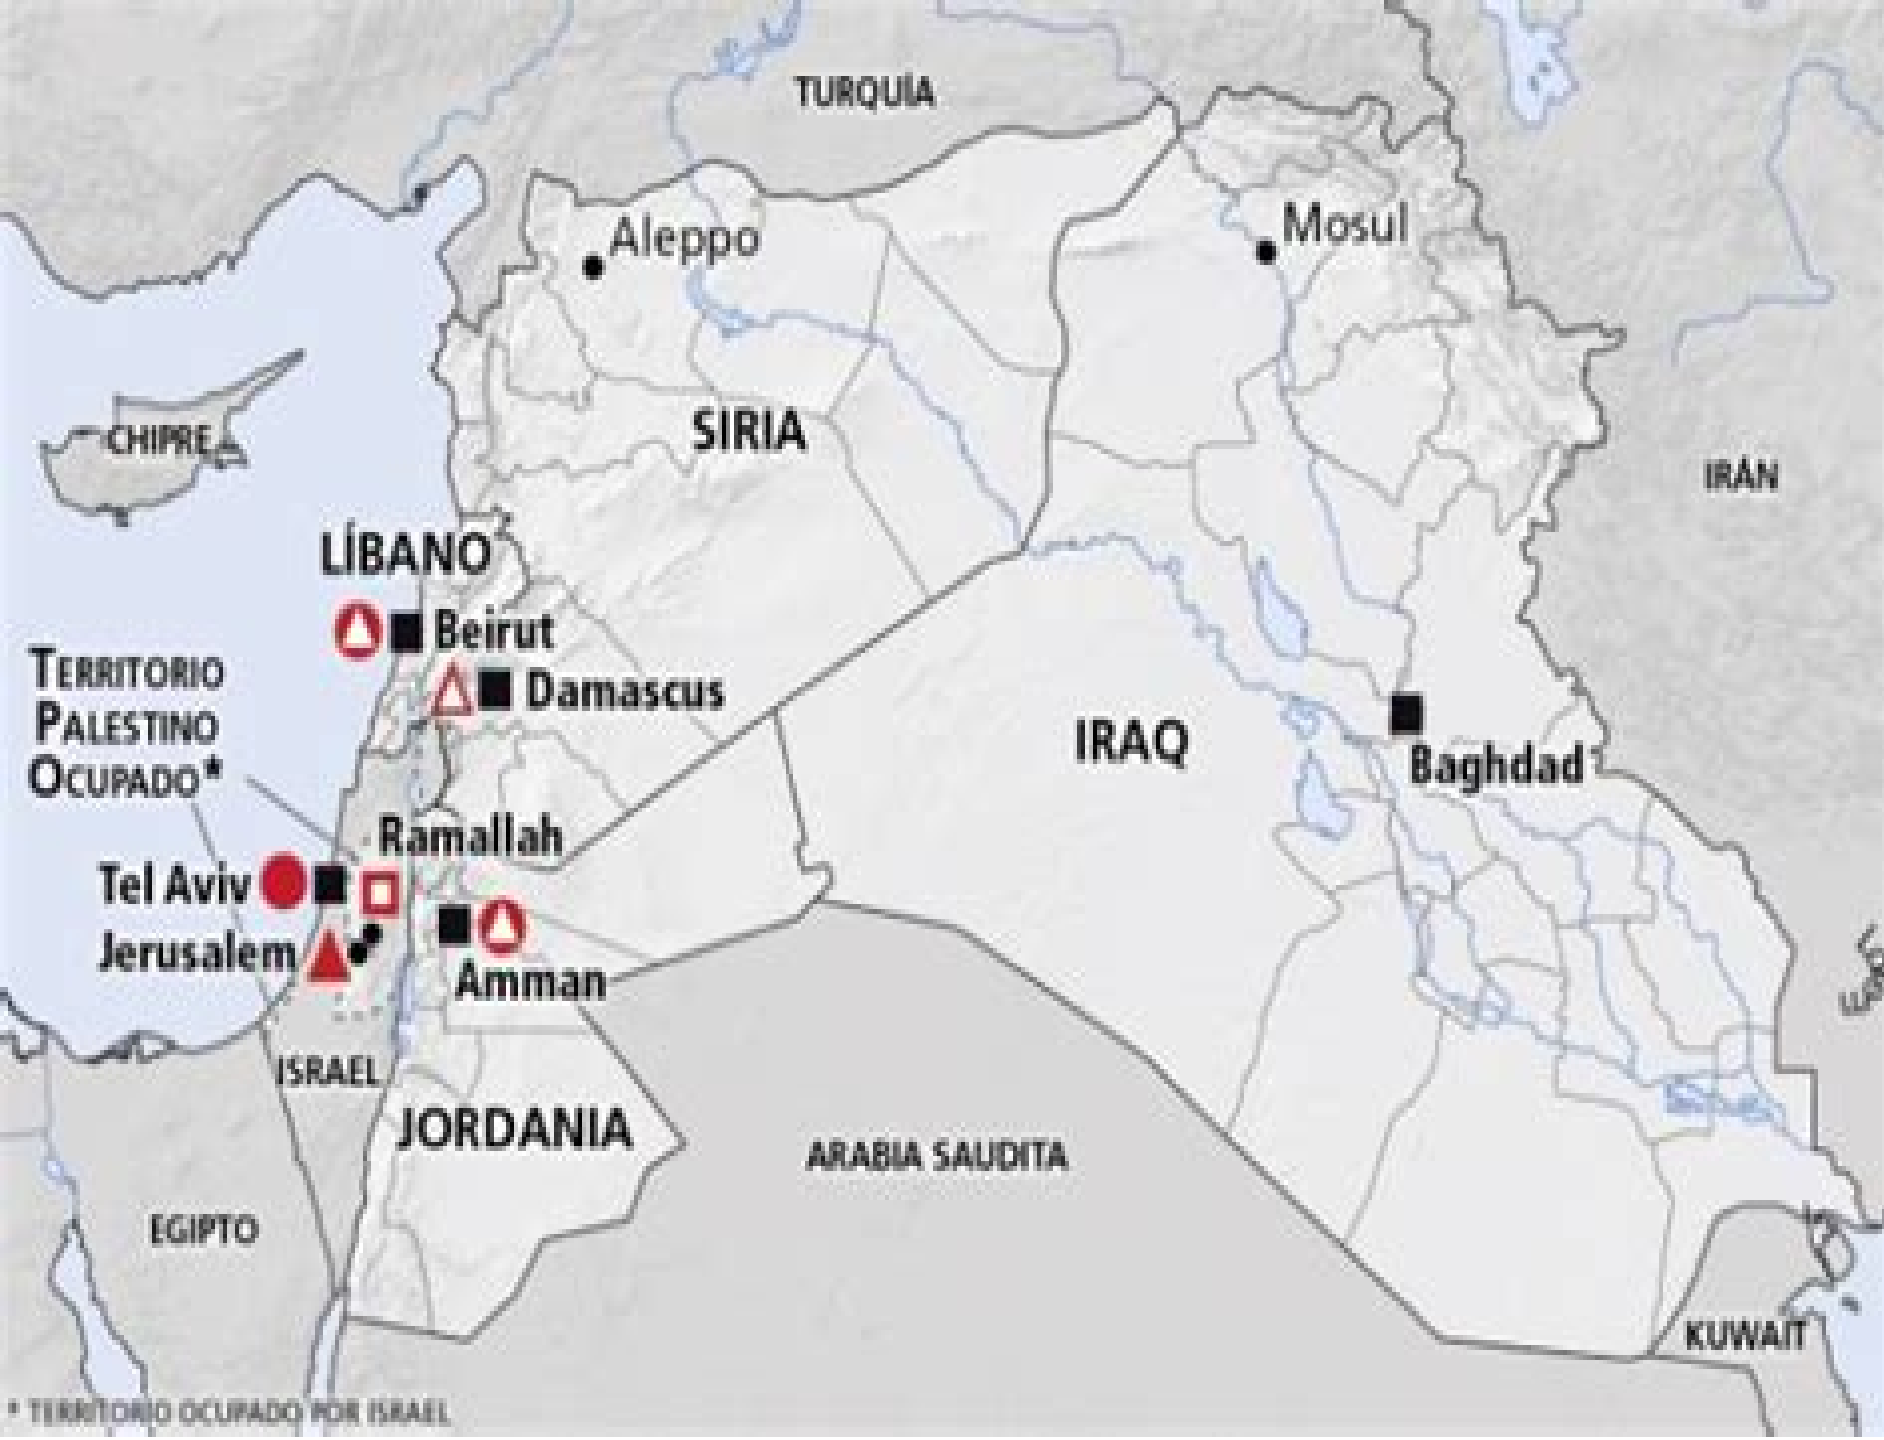 TURQUÍA
Aleppo
Mosul
SIRIA
CHIPRE
IRÁN
LÍBANO
Beirut
TERRITORIO
PALESTINO
OCUPADO*
Damascus
IRAQ
Baghdad
Ramallah
Tel Aviv
Jerusalem
Amman
ISRAEL
JORDANIA
ARABIA SAUDITA
EGIPTO
KUWAIT
* TERRITORIO OCUPADO POR ISRAEL